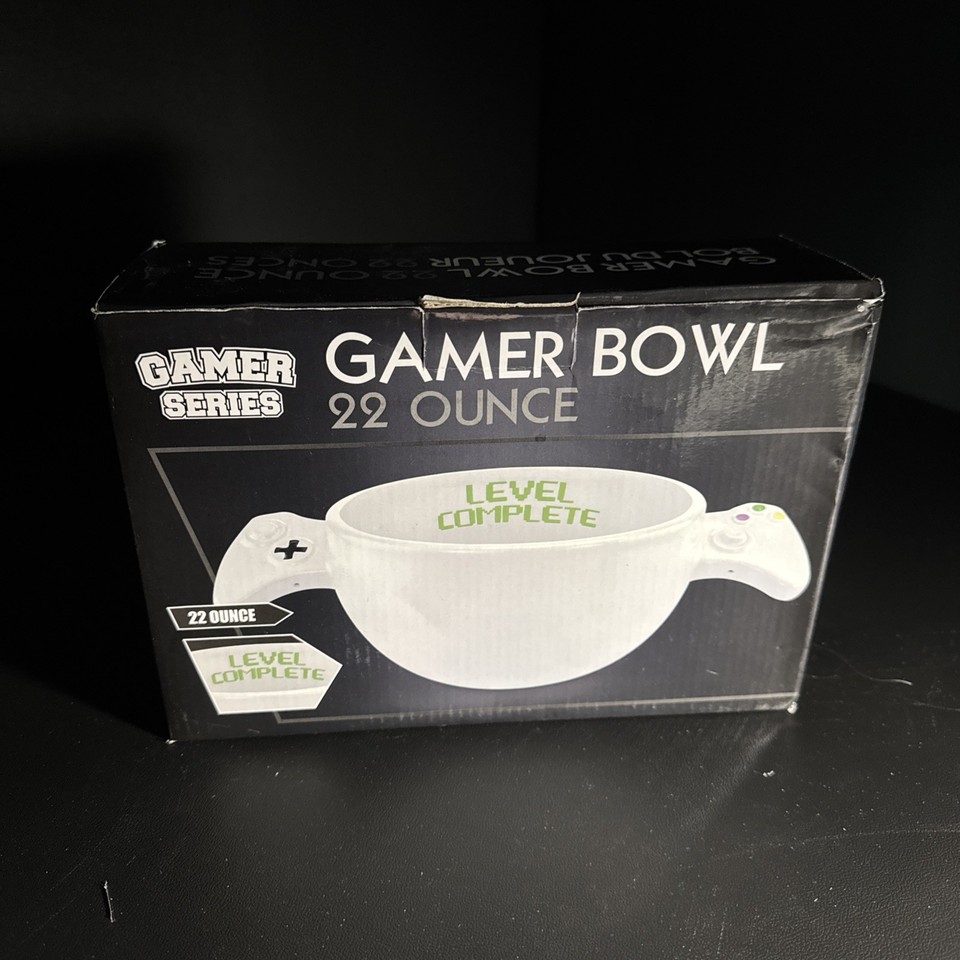 GAMER BOWL 22 OUNCE
BOL DU JOUEUR 22 ONCES
GAMER
SERIES
GAMER BOWL
22 OUNCE
LEVEL
COMPLETE
22 OUNCE
LEVEL
COMPLETE